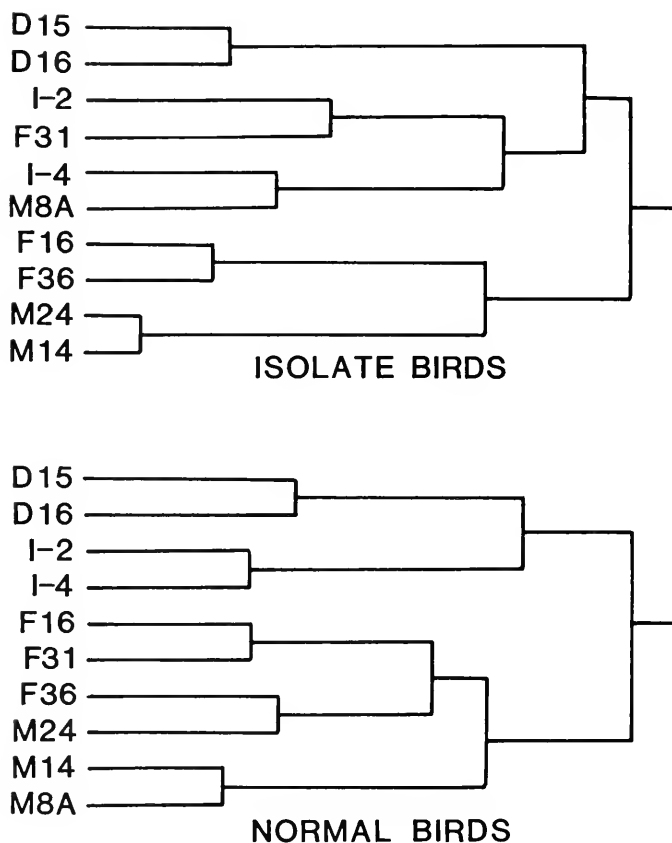 D15
D16
I-2
F31
I-4
M8A
F16
F36
M24
M14
ISOLATE BIRDS
D15
D16
I-2
I-4
F16
F31
F36
M24
M14
M8A
NORMAL BIRDS